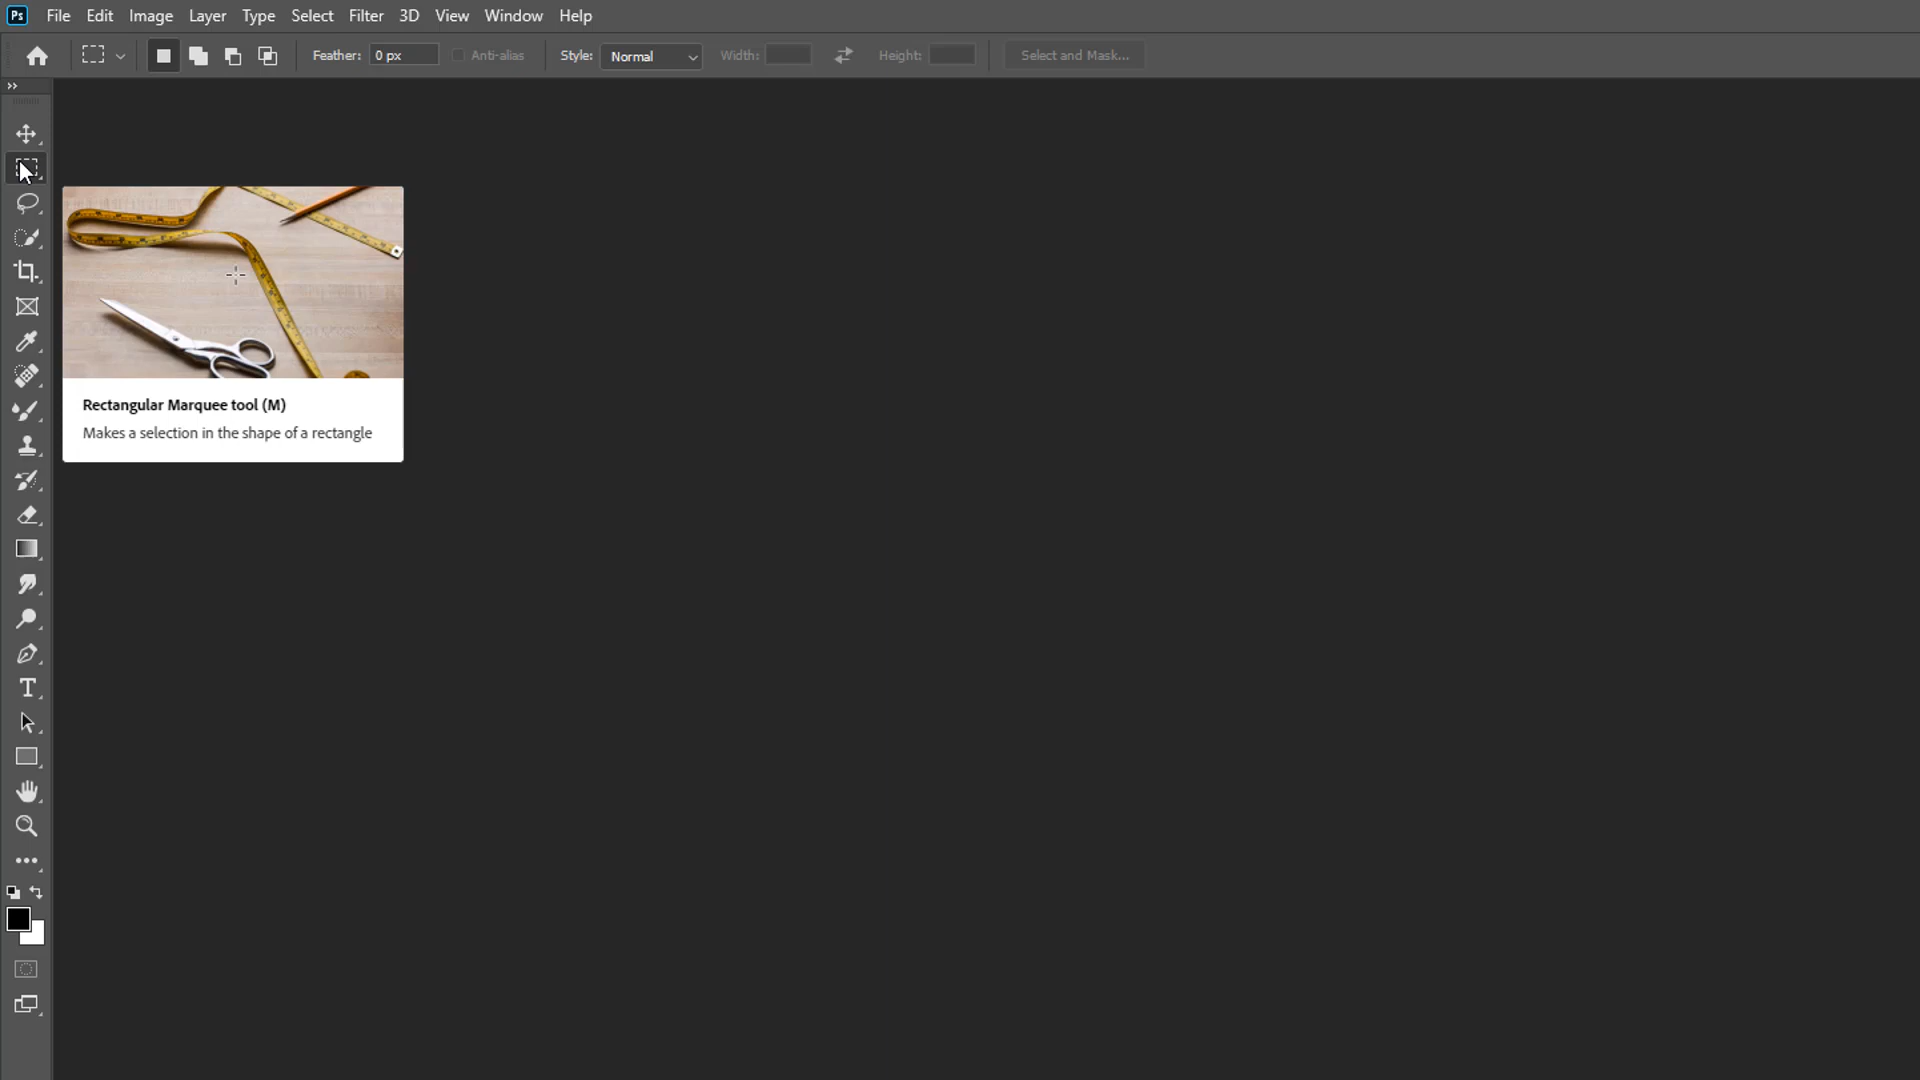 Ps File Edit Image Layer Type Select Filter 3D View Window Help
Feather: 0 px Anti-alias Style: Normal Width: Height: Select and Mask...
Rectangular Marquee tool (M)
Makes a selection in the shape of a rectangle